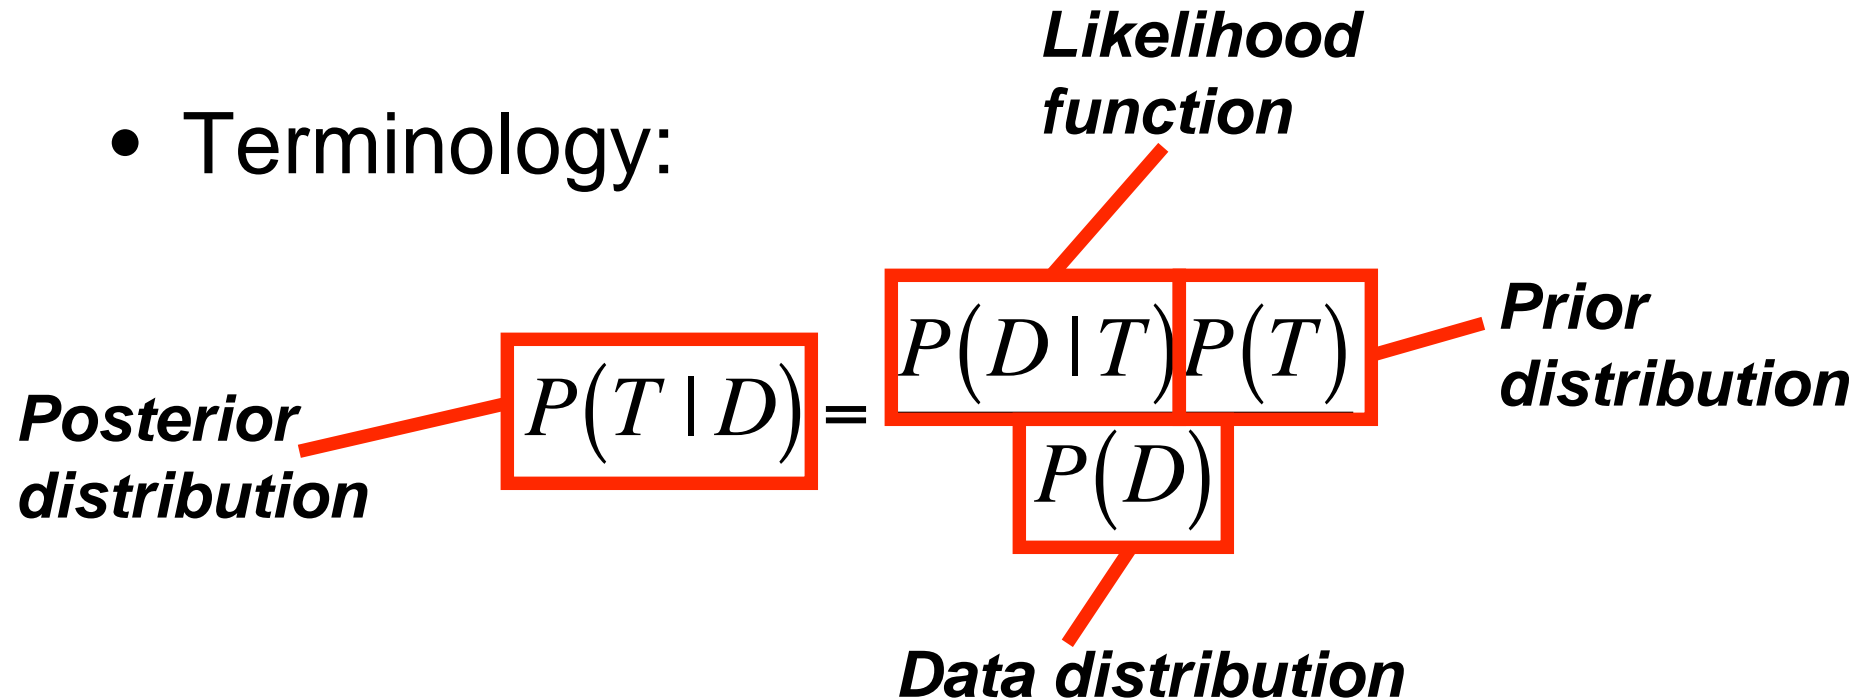 Likelihood
function
• Terminology:
Prior
distribution
P(D | T)P(T)
P(T | D) =
P(D)
Posterior
distribution
Data distribution